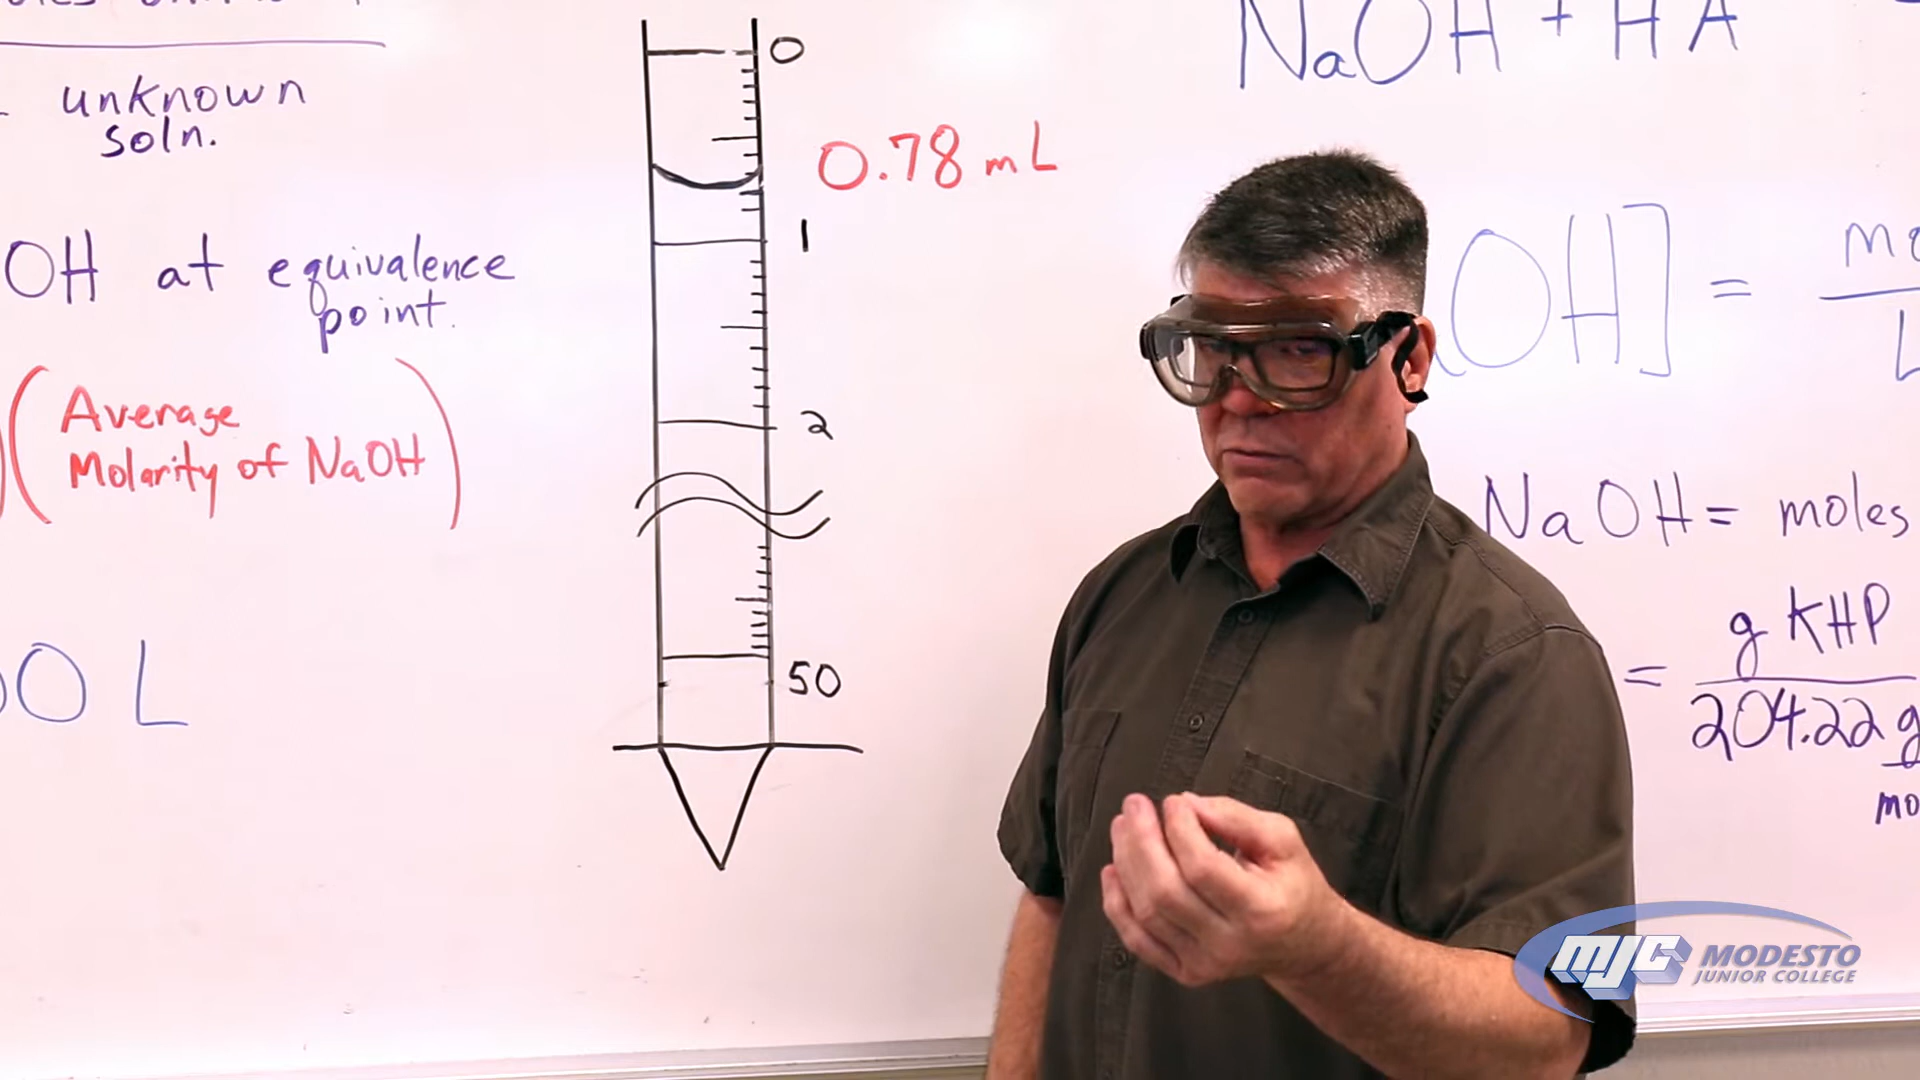 unknown
soln.
OH at equivalence
point.
(Average
Molarity of NaOH)
0 L
0
0.78 mL
1
2
50
NaOH + HA
OH] =
L
NaOH = moles
= g KHP
204.22 g
MJC MODESTO
JUNIOR COLLEGE